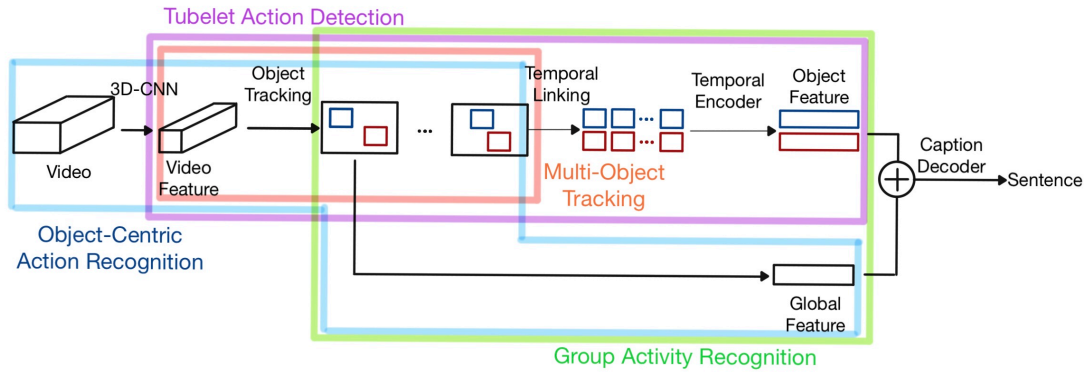 Tubelet Action Detection
3D-CNN
Object
Tracking
Temporal
Linking
Temporal
Encoder
Object
Feature
...
...
...
Video
Video
Feature
Multi-Object
Tracking
Caption
Decoder
Sentence
Object-Centric
Action Recognition
Global
Feature
Group Activity Recognition